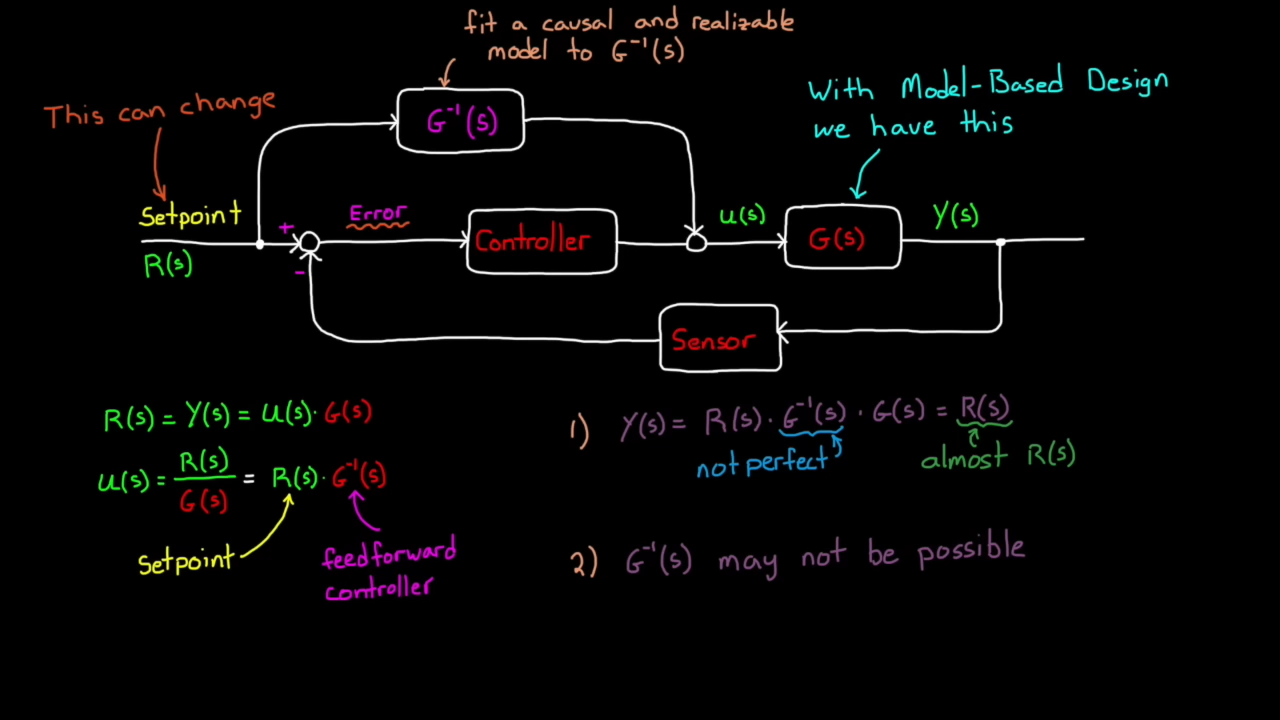 fit a causal and realizable
model to G⁻¹(s)
This can change
With Model-Based Design
we have this
G⁻¹(s)
Setpoint
R(s)
+
-
Error
Controller
u(s)
G(s)
Y(s)
Sensor
R(s) = Y(s) = U(s)·G(s)
U(s) = R(s)/G(s) = R(s)·G⁻¹(s)
Setpoint
feedforward
controller
1) Y(s) = R(s)·G⁻¹(s)·G(s) = R(s)
not perfect
almost R(s)
2) G⁻¹(s) may not be possible